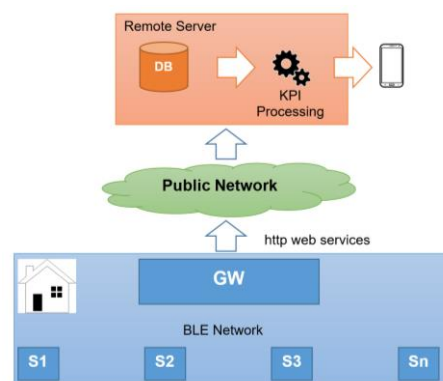 Remote Server
DB
KPI
Processing
Public Network
http web services
GW
BLE Network
S1 S2 S3 Sn